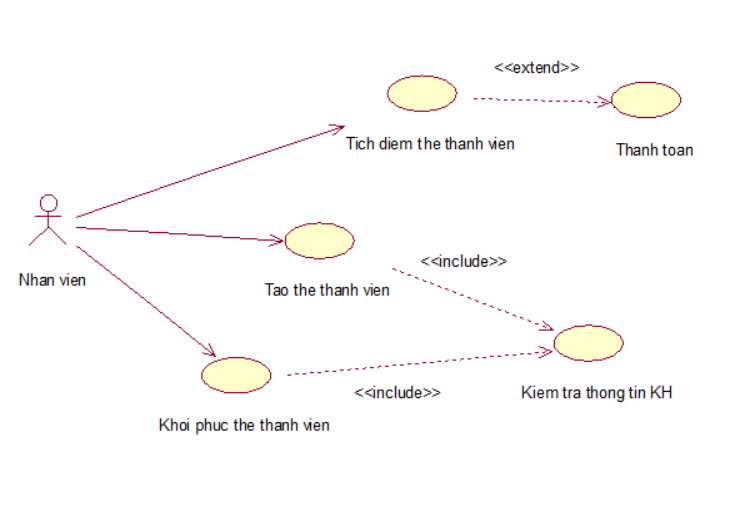 <<extend>>
Tich diem the thanh vien
Thanh toan
Nhan vien
<<include>>
Tao the thanh vien
<<include>>
Kiem tra thong tin KH
Khoi phuc the thanh vien